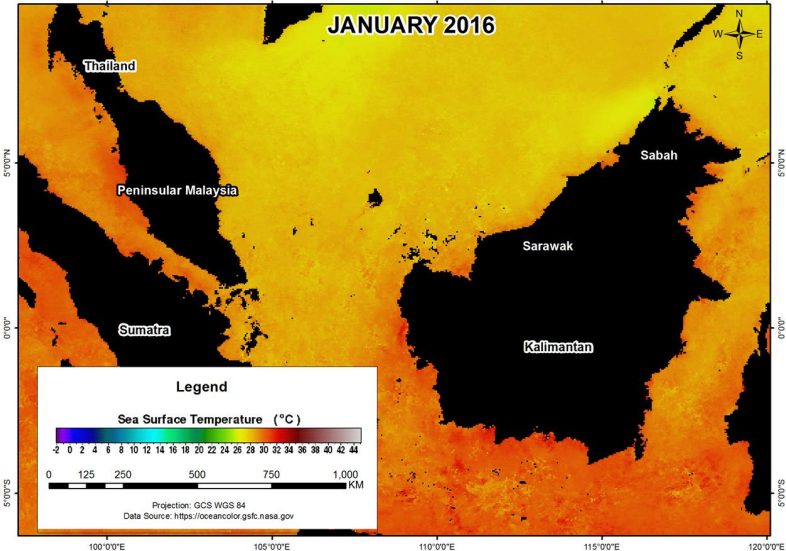 JANUARY 2016
N
W E
S
Thailand
Peninsular Malaysia
Sabah
Sarawak
Sumatra
Kalimantan
5°0'0"N
0°0'0"
5°0'0"S
5°0'0"N
0°0'0"
5°0'0"S
Legend
Sea Surface Temperature (°C)
-2 0 2 4 6 8 10 12 14 16 18 20 21 22 24 26 28 30 32 34 36 38 40 42 44
0 125 250 500 750 1,000
KM
Projection: GCS WGS 84
Data Source: https://oceancolor.gsfc.nasa.gov
100°0'0"E 105°0'0"E 110°0'0"E 115°0'0"E 120°0'0"E